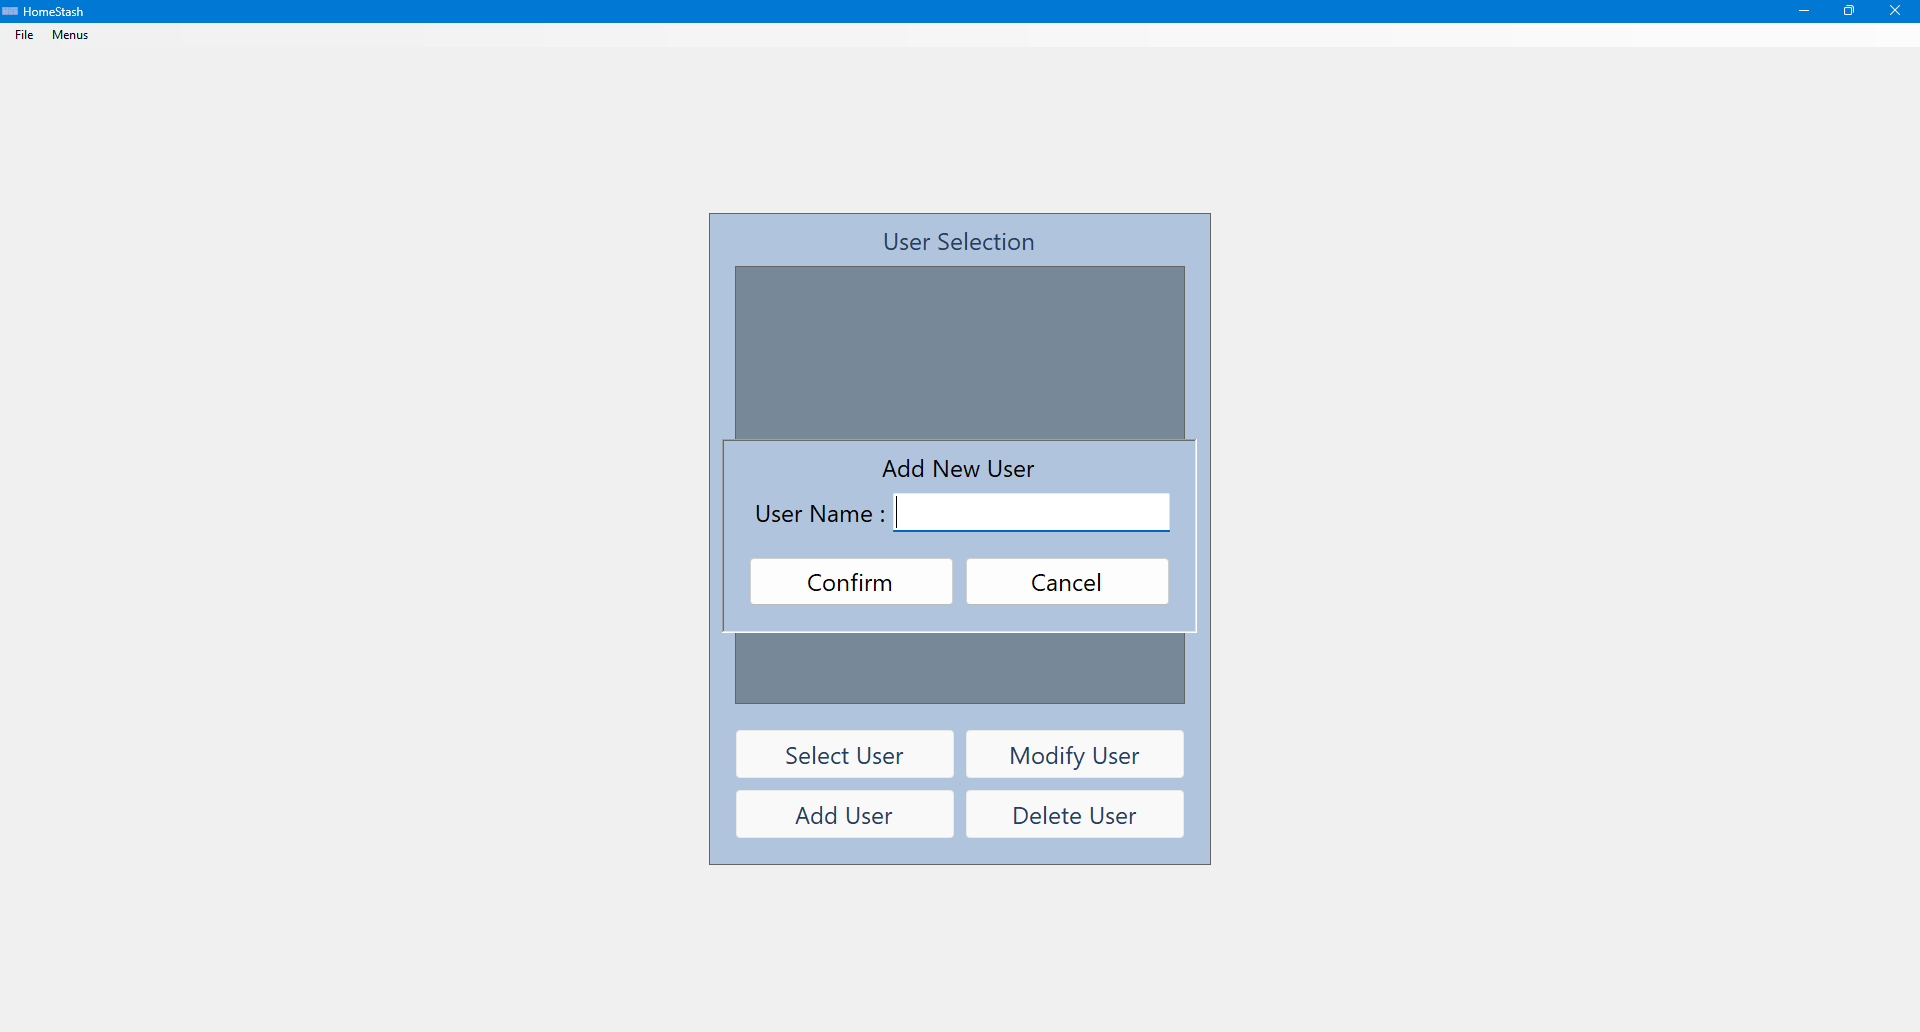 HomeStash
File Menus
User Selection
Add New User
User Name :
Confirm Cancel
Select User Modify User
Add User Delete User